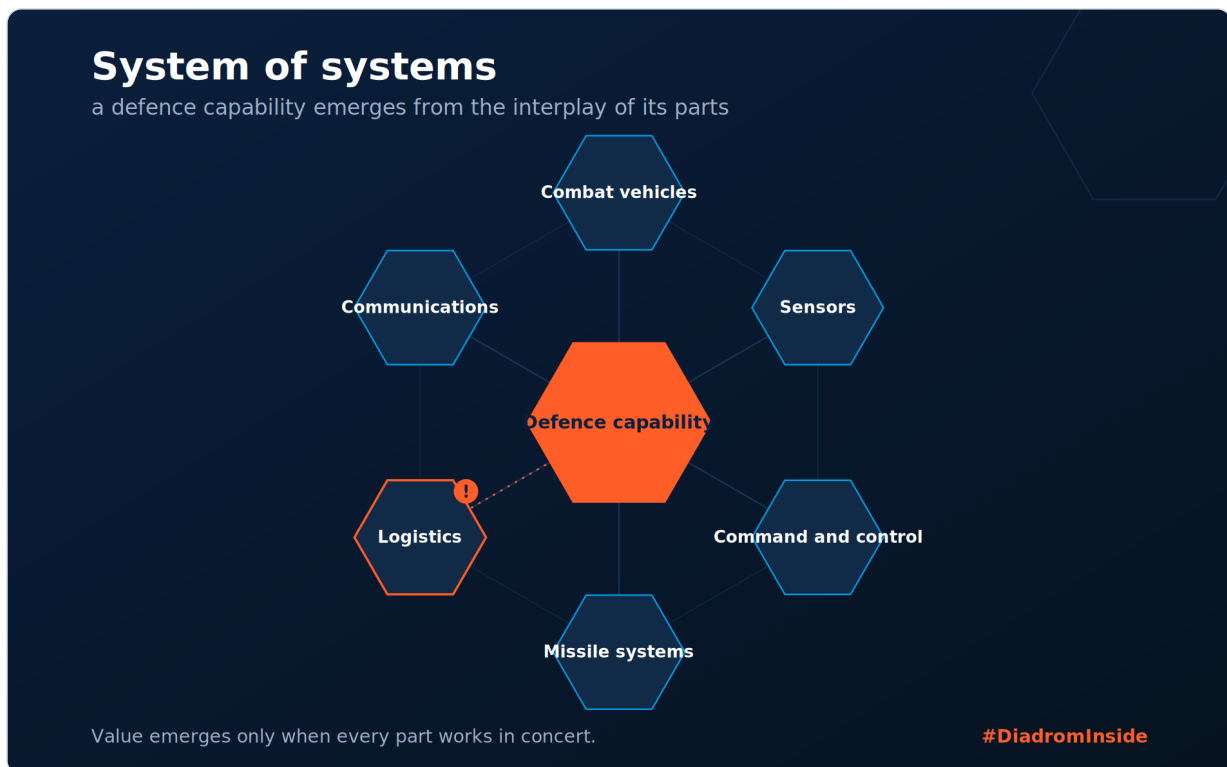 System of systems
a defence capability emerges from the interplay of its parts
Combat vehicles
Communications
Sensors
Defence capability
!
Logistics
Command and control
Missile systems
Value emerges only when every part works in concert.
#DiadromInside